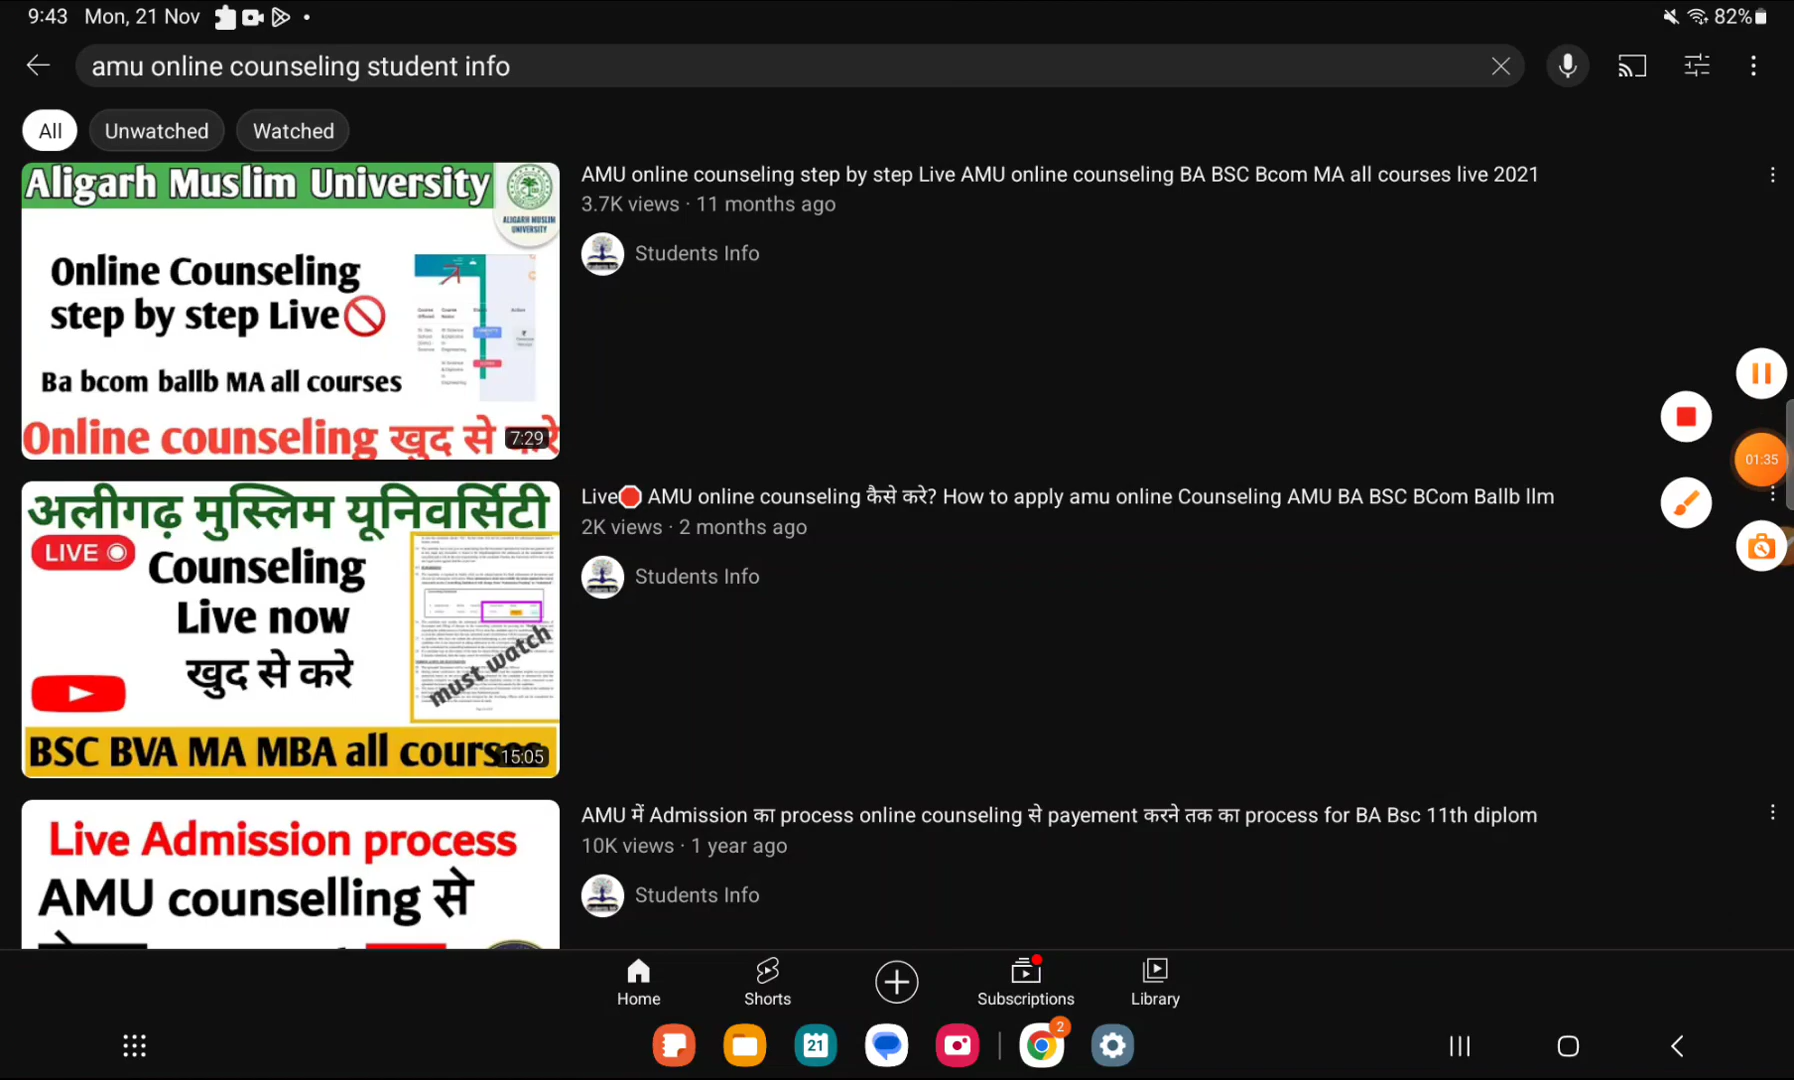 9:43 Mon, 21 Nov
82%
amu online counseling student info
All Unwatched Watched
Aligarh Muslim University
ALIGARH MUSLIM
UNIVERSITY
Online Counseling
step by step Live
Ba bcom ballb MA all courses
Online counseling खुद से करे
7:29
AMU online counseling step by step Live AMU online counseling BA BSC Bcom MA all courses live 2021
3.7K views · 11 months ago
Students Info
01:35
अलीगढ़ मुस्लिम यूनिवर्सिटी
LIVE
Counseling
Live now
खुद से करे
must watch
BSC BVA MA MBA all courses
15:05
Live🛑 AMU online counseling कैसे करे? How to apply amu online Counseling AMU BA BSC BCom Ballb llm
2K views · 2 months ago
Students Info
Live Admission process
AMU counselling से
AMU में Admission का process online counseling से payement करने तक का process for BA Bsc 11th diplom
10K views · 1 year ago
Students Info
Home Shorts Subscriptions Library
21
2